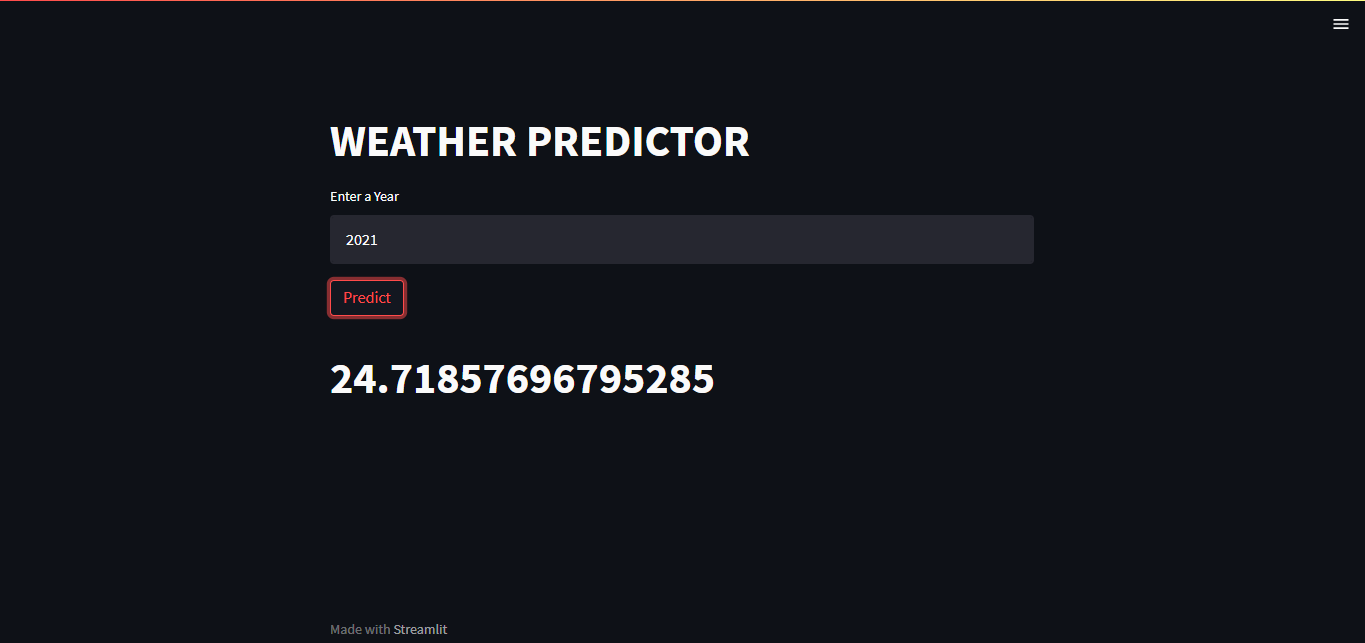 WEATHER PREDICTOR
Enter a Year
2021
Predict
24.71857696795285
Made with Streamlit